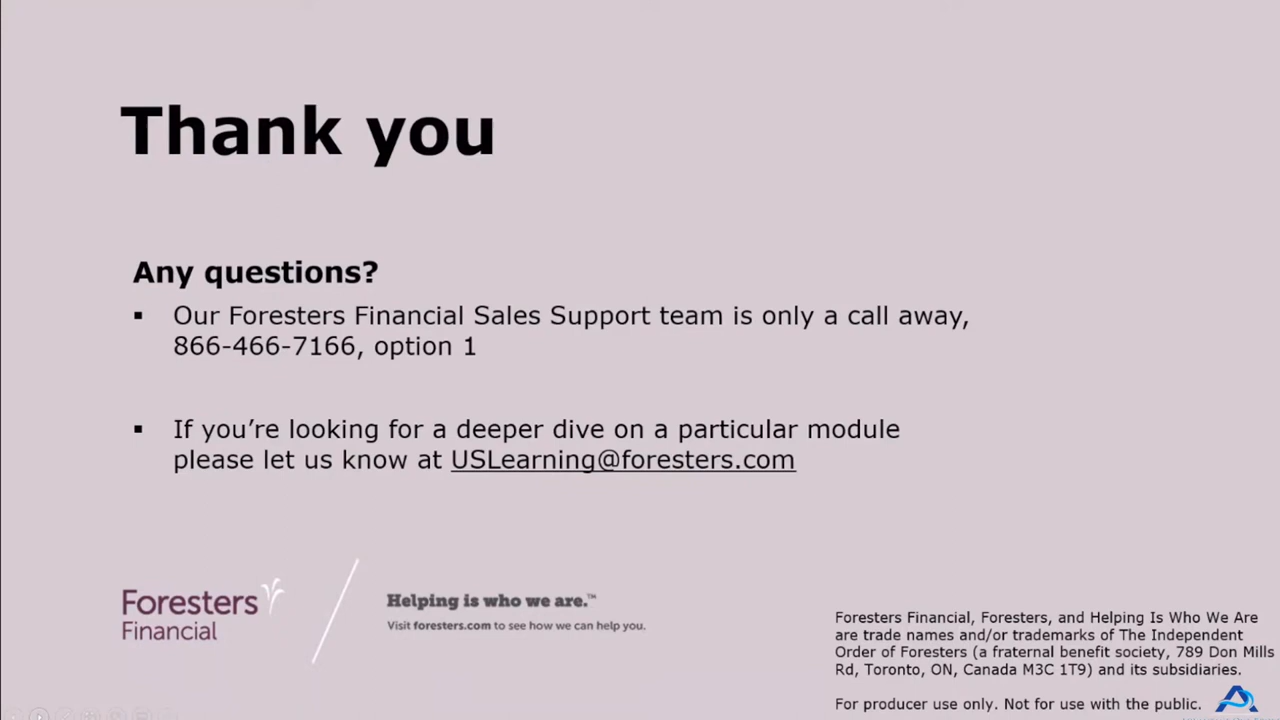 Thank you
Any questions?
▪ Our Foresters Financial Sales Support team is only a call away,
866-466-7166, option 1
▪ If you’re looking for a deeper dive on a particular module
please let us know at USLearning@foresters.com
Foresters
Financial
Helping is who we are.™
Visit foresters.com to see how we can help you.
Foresters Financial, Foresters, and Helping Is Who We Are
are trade names and/or trademarks of The Independent
Order of Foresters (a fraternal benefit society, 789 Don Mills
Rd, Toronto, ON, Canada M3C 1T9) and its subsidiaries.
For producer use only. Not for use with the public.